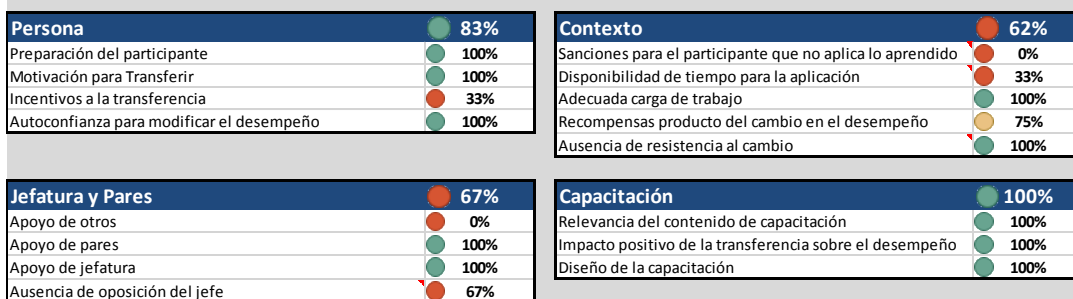 Persona 83%
Preparación del participante 100%
Motivación para Transferir 100%
Incentivos a la transferencia 33%
Autoconfianza para modificar el desempeño 100%
Contexto 62%
Sanciones para el participante que no aplica lo aprendido 0%
Disponibilidad de tiempo para la aplicación 33%
Adecuada carga de trabajo 100%
Recompensas producto del cambio en el desempeño 75%
Ausencia de resistencia al cambio 100%
Jefatura y Pares 67%
Apoyo de otros 0%
Apoyo de pares 100%
Apoyo de jefatura 100%
Ausencia de oposición del jefe 67%
Capacitación 100%
Relevancia del contenido de capacitación 100%
Impacto positivo de la transferencia sobre el desempeño 100%
Diseño de la capacitación 100%